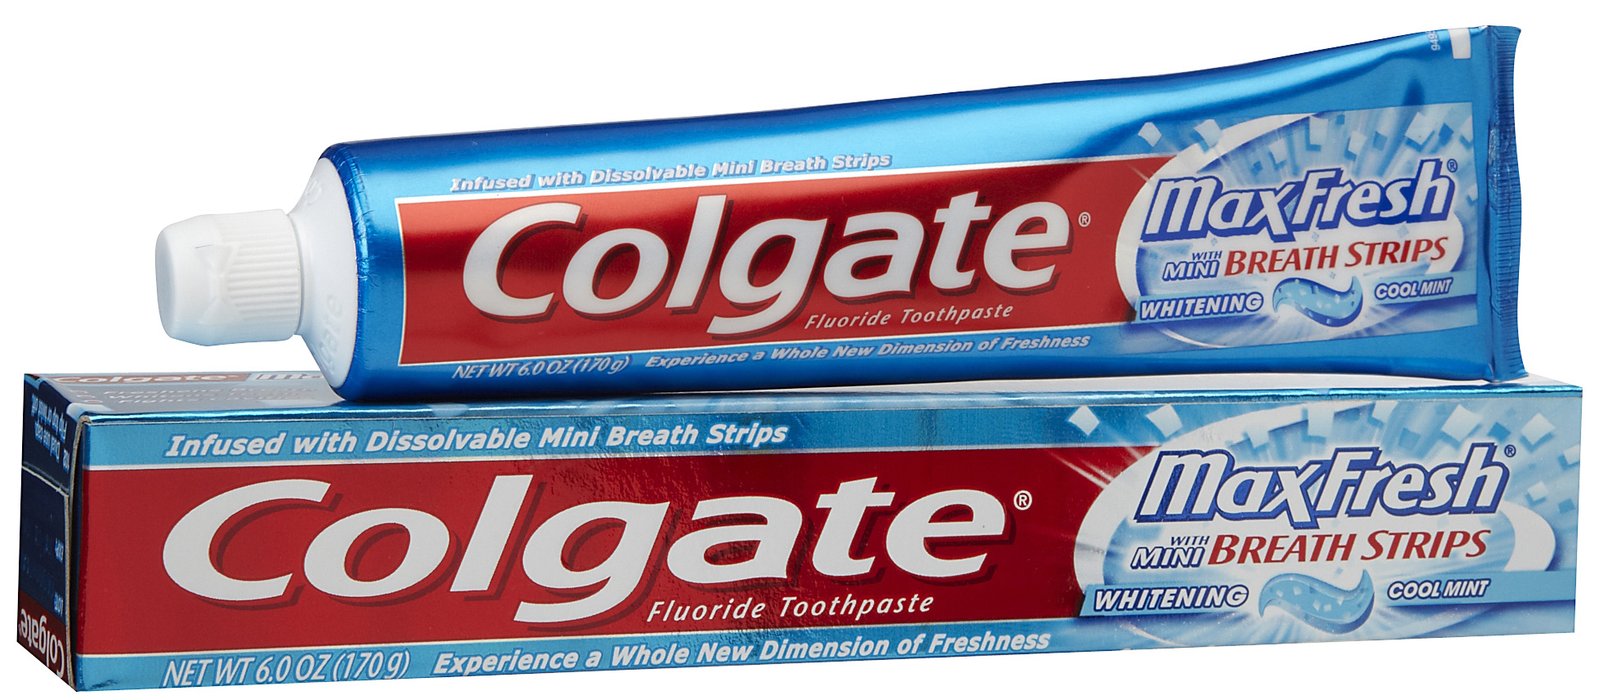 Infused with Dissolvable Mini Breath Strips
Colgate®
Fluoride Toothpaste
NET WT 6.0 OZ (170 g) Experience a Whole New Dimension of Freshness
MaxFresh®
WITH
MINI BREATH STRIPS
WHITENING COOL MINT
Colgate
Infused with Dissolvable Mini Breath Strips
Colgate®
Fluoride Toothpaste
NET WT 6.0 OZ (170 g) Experience a Whole New Dimension of Freshness
MaxFresh®
WITH
MINI BREATH STRIPS
WHITENING COOL MINT
Colgate